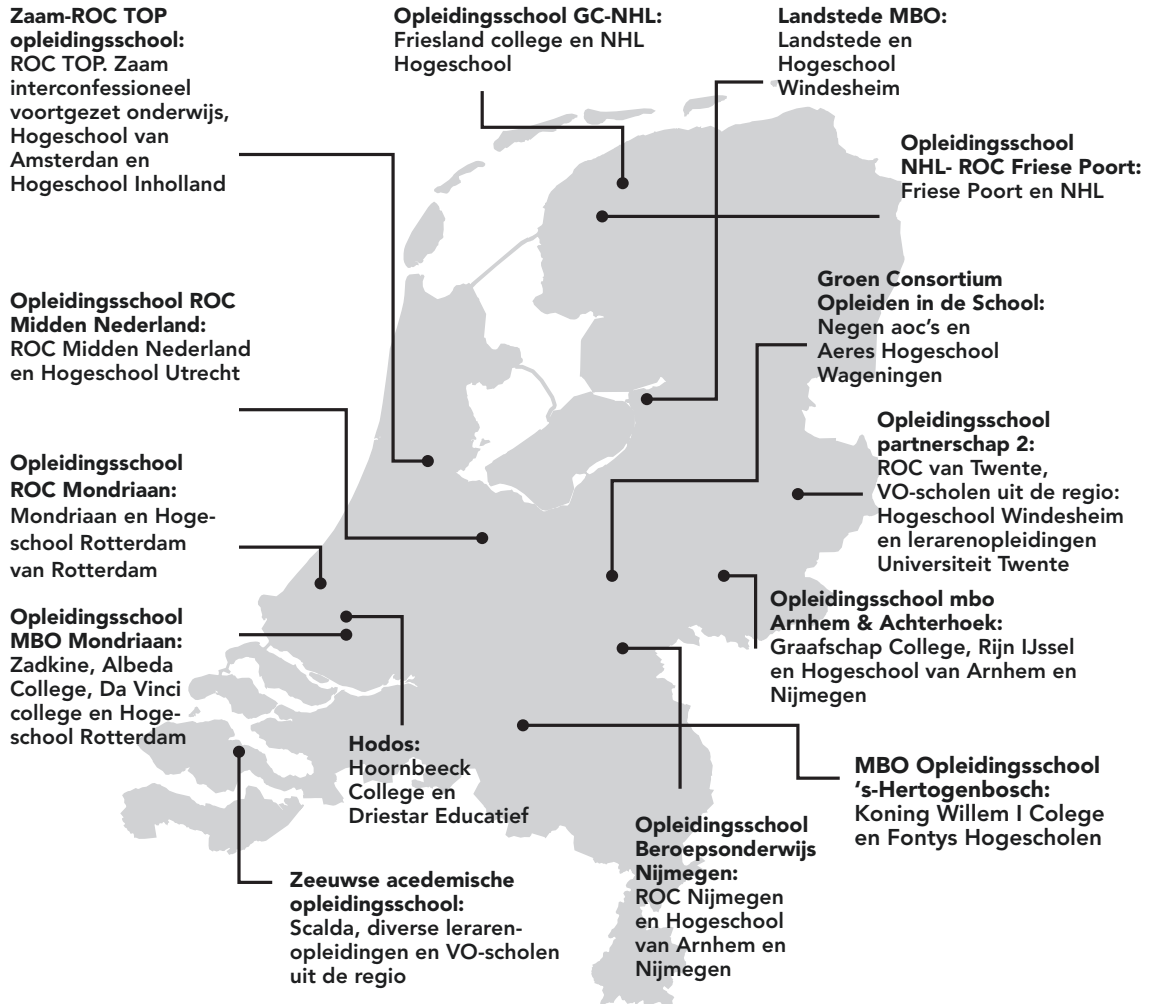 Zaam-ROC TOP
opleidingsschool:
ROC TOP. Zaam
interconfessioneel
voortgezet onderwijs,
Hogeschool van
Amsterdan en
Hogeschool Inholland
Opleidingsschool GC-NHL:
Friesland college en NHL
Hogeschool
Landstede MBO:
Landstede en
Hogeschool
Windesheim
Opleidingsschool
NHL- ROC Friese Poort:
Friese Poort en NHL
Opleidingsschool ROC
Midden Nederland:
ROC Midden Nederland
en Hogeschool Utrecht
Groen Consortium
Opleiden in de School:
Negen aoc’s en
Aeres Hogeschool
Wageningen
Opleidingsschool
partnerschap 2:
ROC van Twente,
VO-scholen uit de regio:
Hogeschool Windesheim
en lerarenopleidingen
Universiteit Twente
Opleidingsschool
ROC Mondriaan:
Mondriaan en Hoge-
school Rotterdam
van Rotterdam
Opleidingsschool
MBO Mondriaan:
Zadkine, Albeda
College, Da Vinci
college en Hoge-
school Rotterdam
Opleidingsschool mbo
Arnhem & Achterhoek:
Graafschap College, Rijn IJssel
en Hogeschool van Arnhem en
Nijmegen
Hodos:
Hoornbeeck
College en
Driestar Educatief
MBO Opleidingsschool
‘s-Hertogenbosch:
Koning Willem I Colege
en Fontys Hogescholen
Opleidingsschool
Beroepsonderwijs
Nijmegen:
ROC Nijmegen
en Hogeschool
van Arnhem en
Nijmegen
Zeeuwse acedemische
opleidingsschool:
Scalda, diverse leraren-
opleidingen en VO-scholen
uit de regio